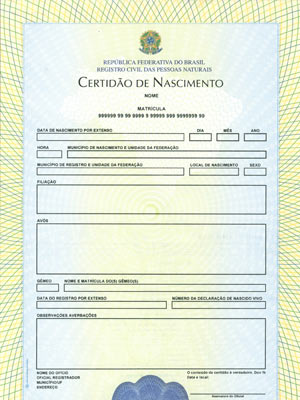 REPÚBLICA FEDERATIVA DO BRASIL
REGISTRO CIVIL DAS PESSOAS NATURAIS
CERTIDÃO DE NASCIMENTO
NOME
MATRÍCULA
999999 99 99 9999 9 99995 999 9999999 99
DATA DE NASCIMENTO POR EXTENSO DIA MÊS ANO
HORA MUNICÍPIO DE NASCIMENTO E UNIDADE DA FEDERAÇÃO
MUNICÍPIO DE REGISTRO E UNIDADE DA FEDERAÇÃO LOCAL DE NASCIMENTO SEXO
FILIAÇÃO
AVÓS
GÊMEO NOME E MATRÍCULA DO(S) GÊMEO(S)
DATA DO REGISTRO POR EXTENSO NÚMERO DA DECLARAÇÃO DE NASCIDO VIVO
OBSERVAÇÕES AVERBAÇÕES
NOME DO OFÍCIO O conteúdo da certidão é verdadeiro. Dou fé
OFICIAL REGISTRADOR Data e local:
MUNICÍPIO/UF
ENDEREÇO
Assinatura do Oficial